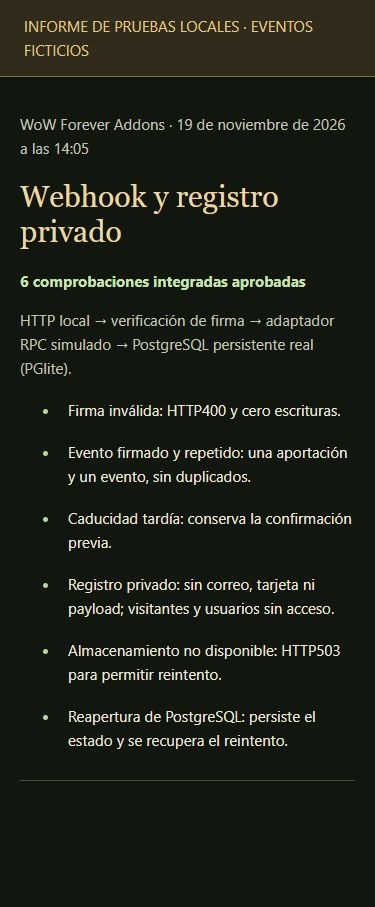 INFORME DE PRUEBAS LOCALES · EVENTOS
FICTICIOS
WoW Forever Addons · 19 de noviembre de 2026
a las 14:05
Webhook y registro
privado
6 comprobaciones integradas aprobadas
HTTP local → verificación de firma → adaptador
RPC simulado → PostgreSQL persistente real
(PGlite).
• Firma inválida: HTTP400 y cero escrituras.
• Evento firmado y repetido: una aportación
y un evento, sin duplicados.
• Caducidad tardía: conserva la confirmación
previa.
• Registro privado: sin correo, tarjeta ni
payload; visitantes y usuarios sin acceso.
• Almacenamiento no disponible: HTTP503
para permitir reintento.
• Reapertura de PostgreSQL: persiste el
estado y se recupera el reintento.